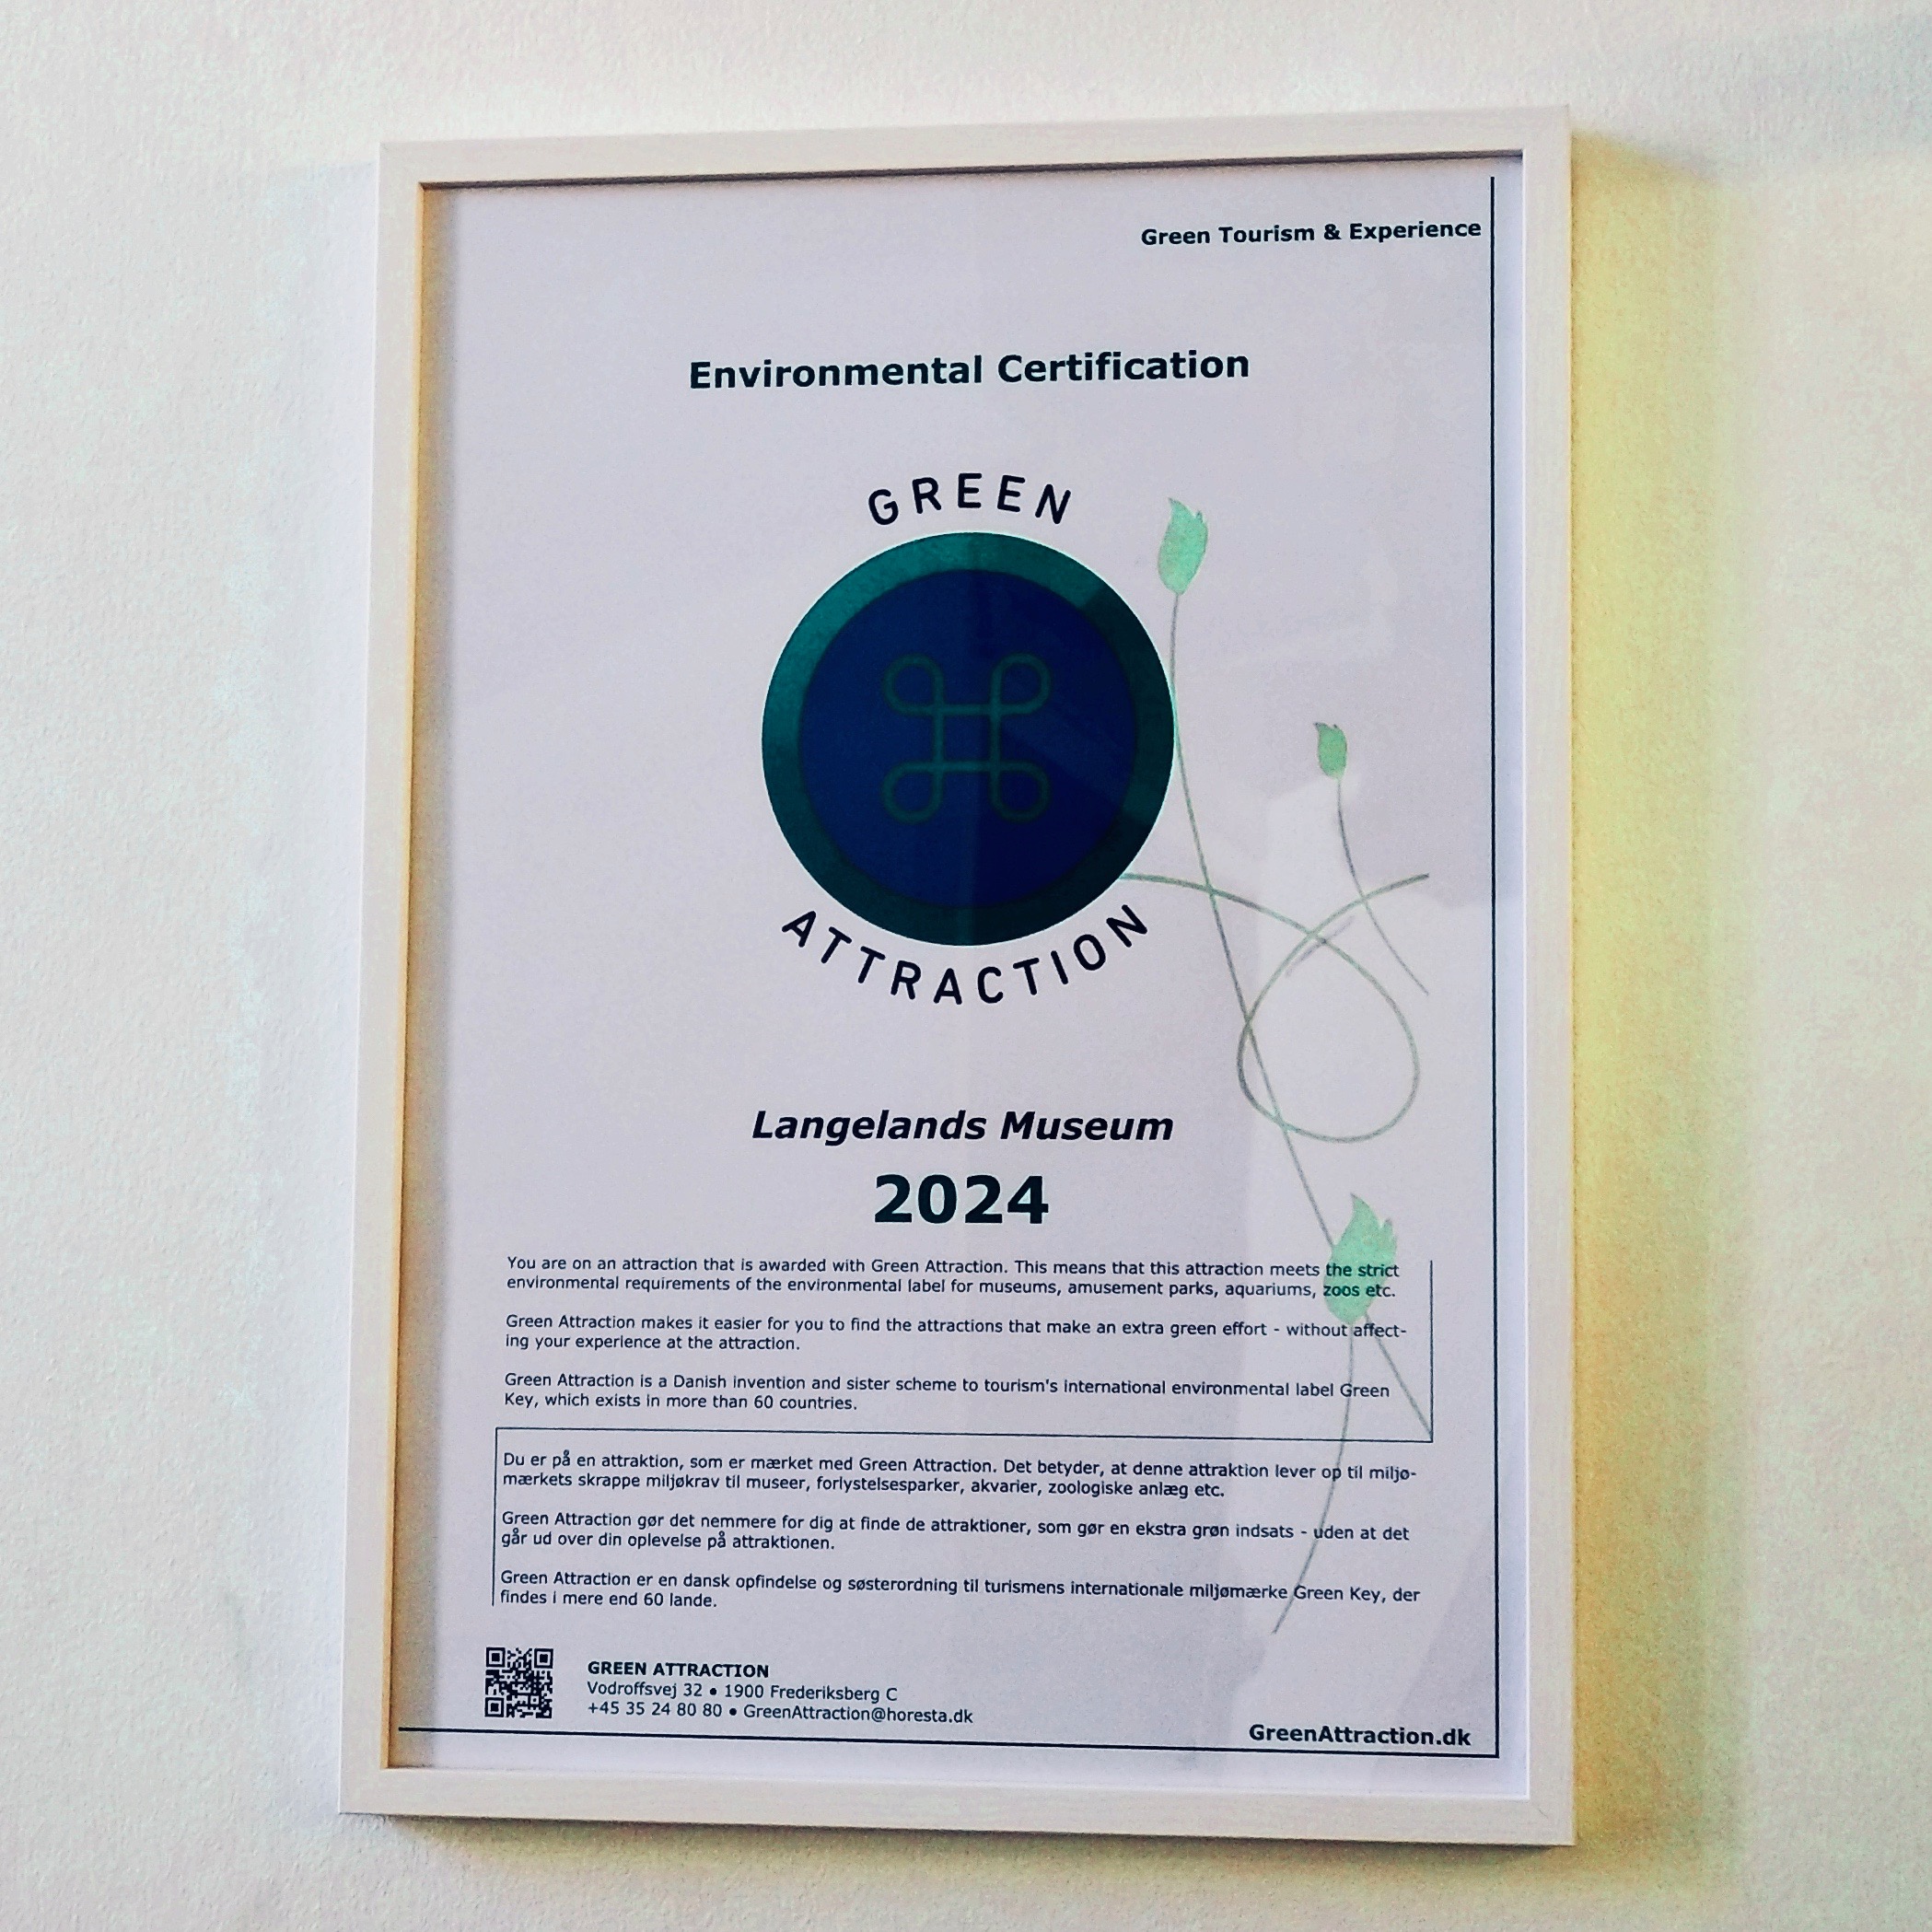 Green Tourism & Experience
Environmental Certification
GREEN
ATTRACTION
Langelands Museum
2024
You are on an attraction that is awarded with Green Attraction. This means that this attraction meets the strict
environmental requirements of the environmental label for museums, amusement parks, aquariums, zoos etc.
Green Attraction makes it easier for you to find the attractions that make an extra green effort - without affect-
ing your experience at the attraction.
Green Attraction is a Danish invention and sister scheme to tourism's international environmental label Green
Key, which exists in more than 60 countries.
Du er på en attraktion, som er mærket med Green Attraction. Det betyder, at denne attraktion lever op til miljø-
mærkets skrappe miljøkrav til museer, forlystelsesparker, akvarier, zoologiske anlæg etc.
Green Attraction gør det nemmere for dig at finde de attraktioner, som gør en ekstra grøn indsats - uden at det
går ud over din oplevelse på attraktionen.
Green Attraction er en dansk opfindelse og søsterordning til turismens internationale miljømærke Green Key, der
findes i mere end 60 lande.
GREEN ATTRACTION
Vodroffsvej 32 • 1900 Frederiksberg C
+45 35 24 80 80 • GreenAttraction@horesta.dk
GreenAttraction.dk